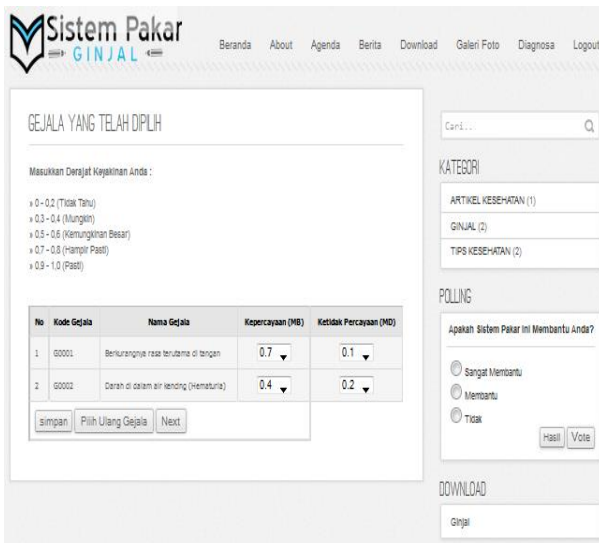 Sistem Pakar
GINJAL
Beranda About Agenda Berita Download Galeri Foto Diagnosa Logout
GEJALA YANG TELAH DIPILIH
Masukkan Derajat Keyakinan Anda :
» 0 - 0,2 (Tidak Tahu)
» 0.3 - 0.4 (Mungkin)
» 0.5 - 0.6 (Kemungkinan Besar)
» 0.7 - 0.8 (Hampir Pasti)
» 0.9 - 1.0 (Pasti)
No Kode Gejala Nama Gejala Kepercayaan (MB) Ketidak Percayaan (MD)
1 G0001 Berkurangnya rasa terutama di tangan 0.7 0.1
2 G0002 Darah di dalam air kencing (Hematuria) 0.4 0.2
simpan Pilih Ulang Gejala Next
Cari...
KATEGORI
ARTIKEL KESEHATAN (1)
GINJAL (2)
TIPS KESEHATAN (2)
POLLING
Apakah Sistem Pakar Ini Membantu Anda?
Sangat Membantu
Membantu
Tidak
Hasil Vote
DOWNLOAD
Ginjal